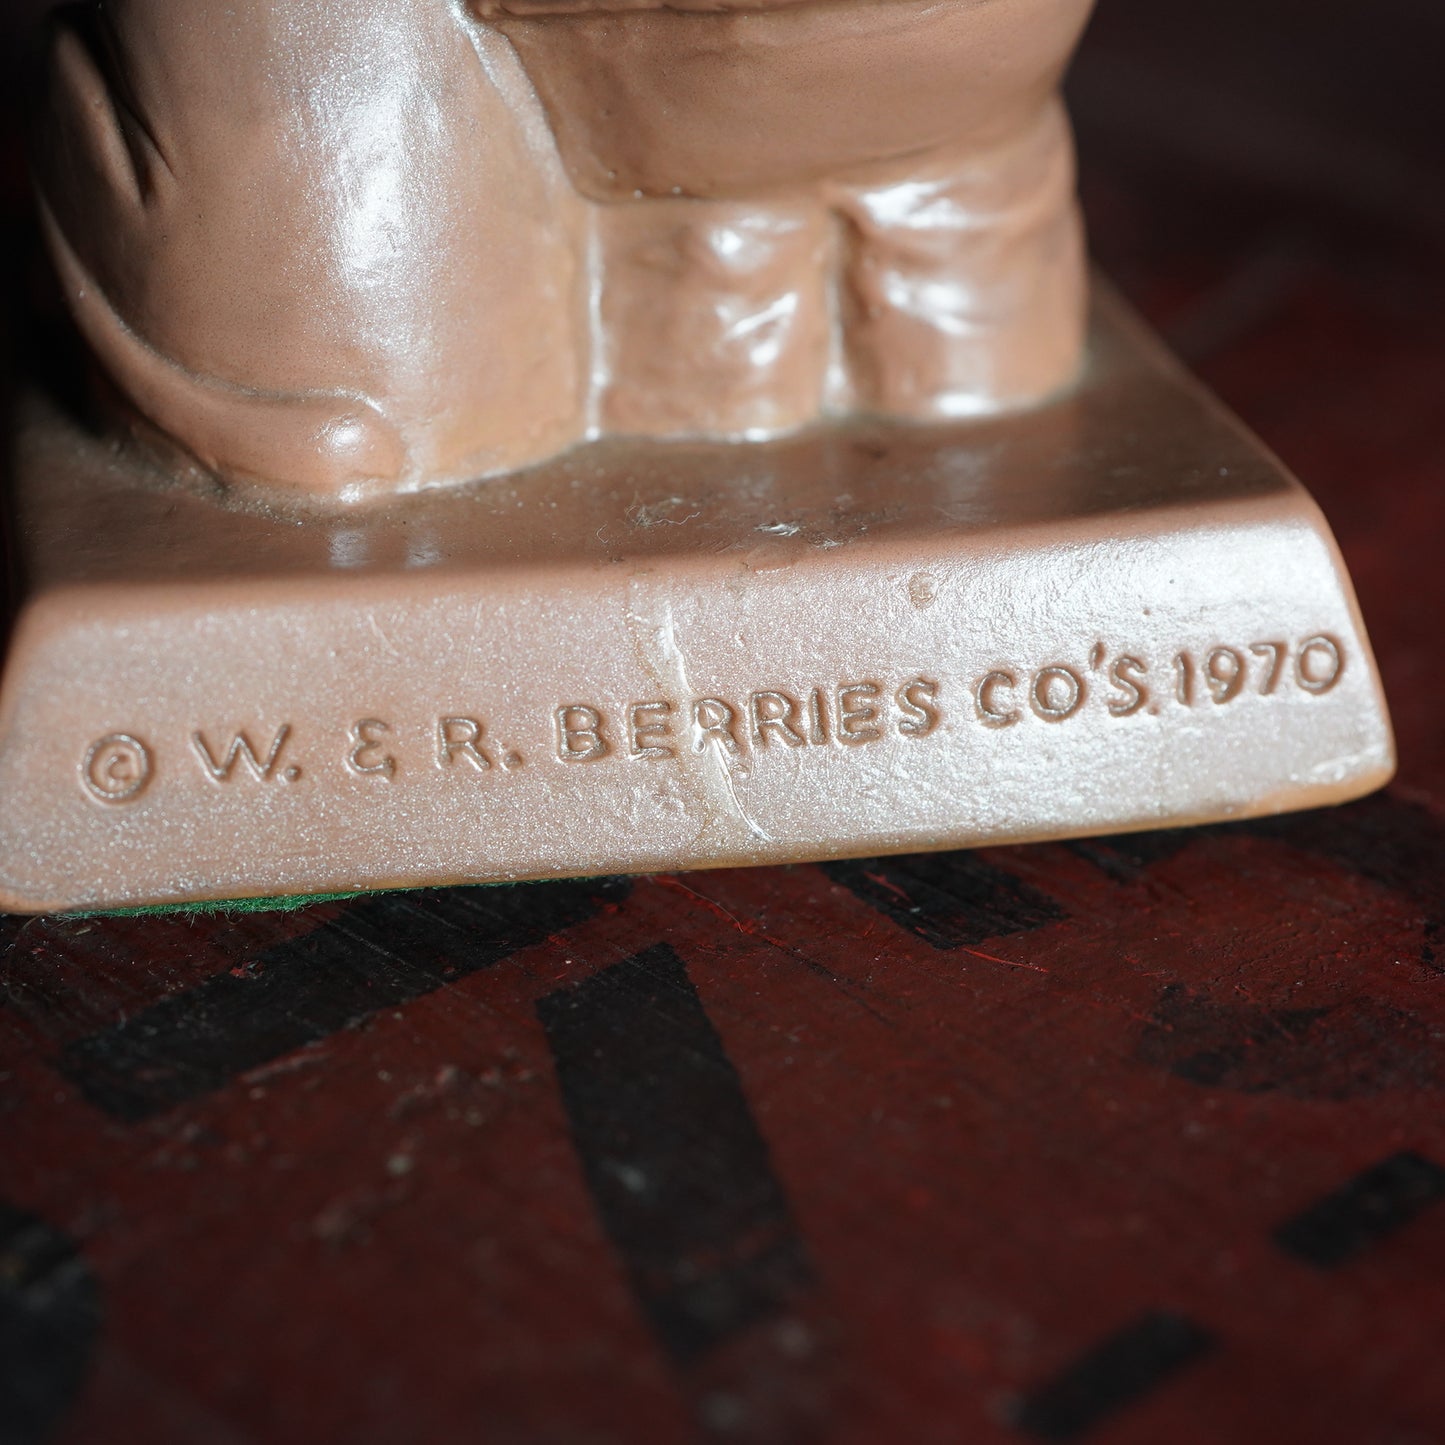 © W. & R. BERRIES CO'S. 1970